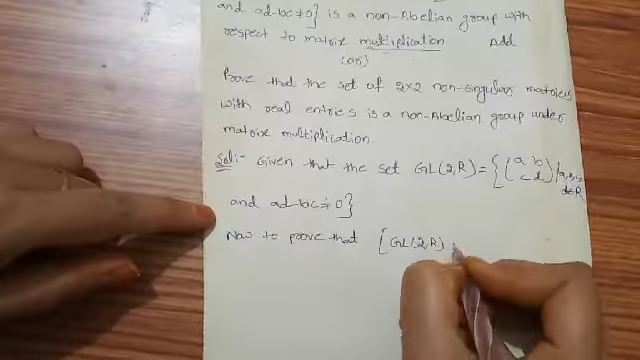 and ad-bc≠0} is a non-Abelian group with
respect to matrix multiplication Add
(OR)
Prove that the set of 2×2 non-singular matrices
with real entries is a non-Abelian group under
matrix multiplication.
Sol:- Given that the set GL(2,R) = { (a b
c d) | a,b,c,
d∈R
and ad-bc≠0}
Now to prove that [GL(2,R)